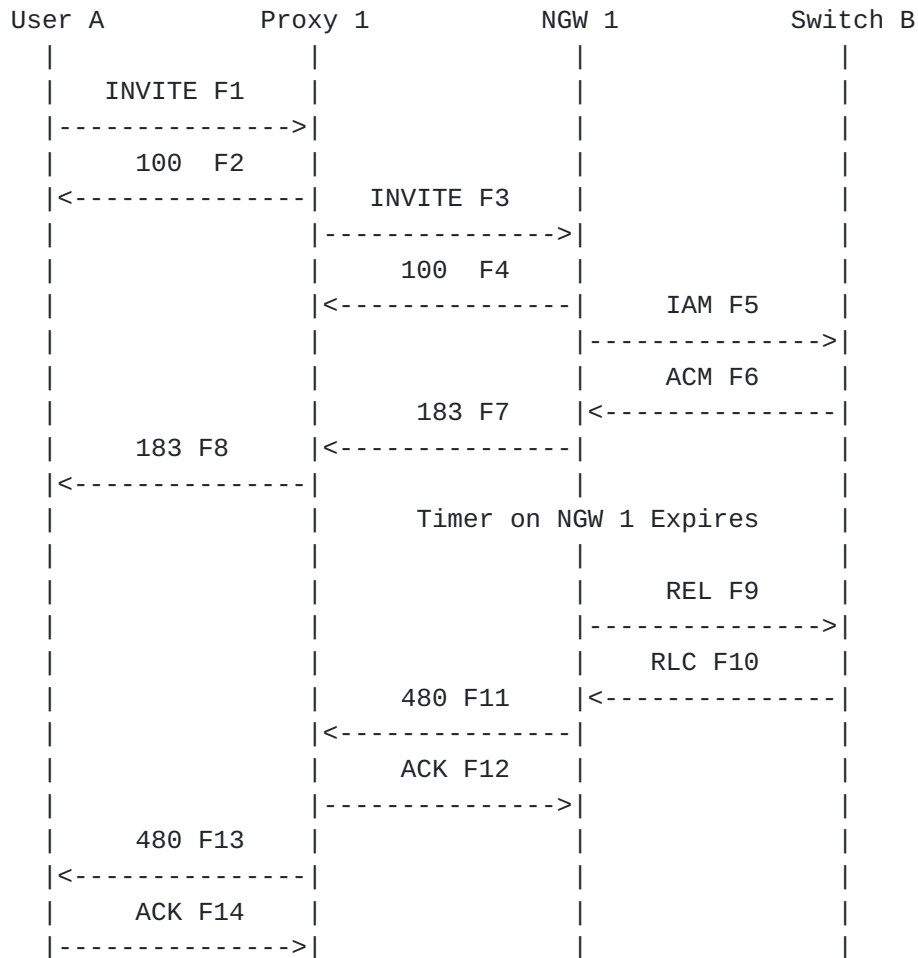 User A Proxy 1 NGW 1 Switch B
INVITE F1
100 F2
INVITE F3
100 F4
IAM F5
ACM F6
183 F7
183 F8
Timer on NGW 1 Expires
REL F9
RLC F10
480 F11
ACK F12
480 F13
ACK F14